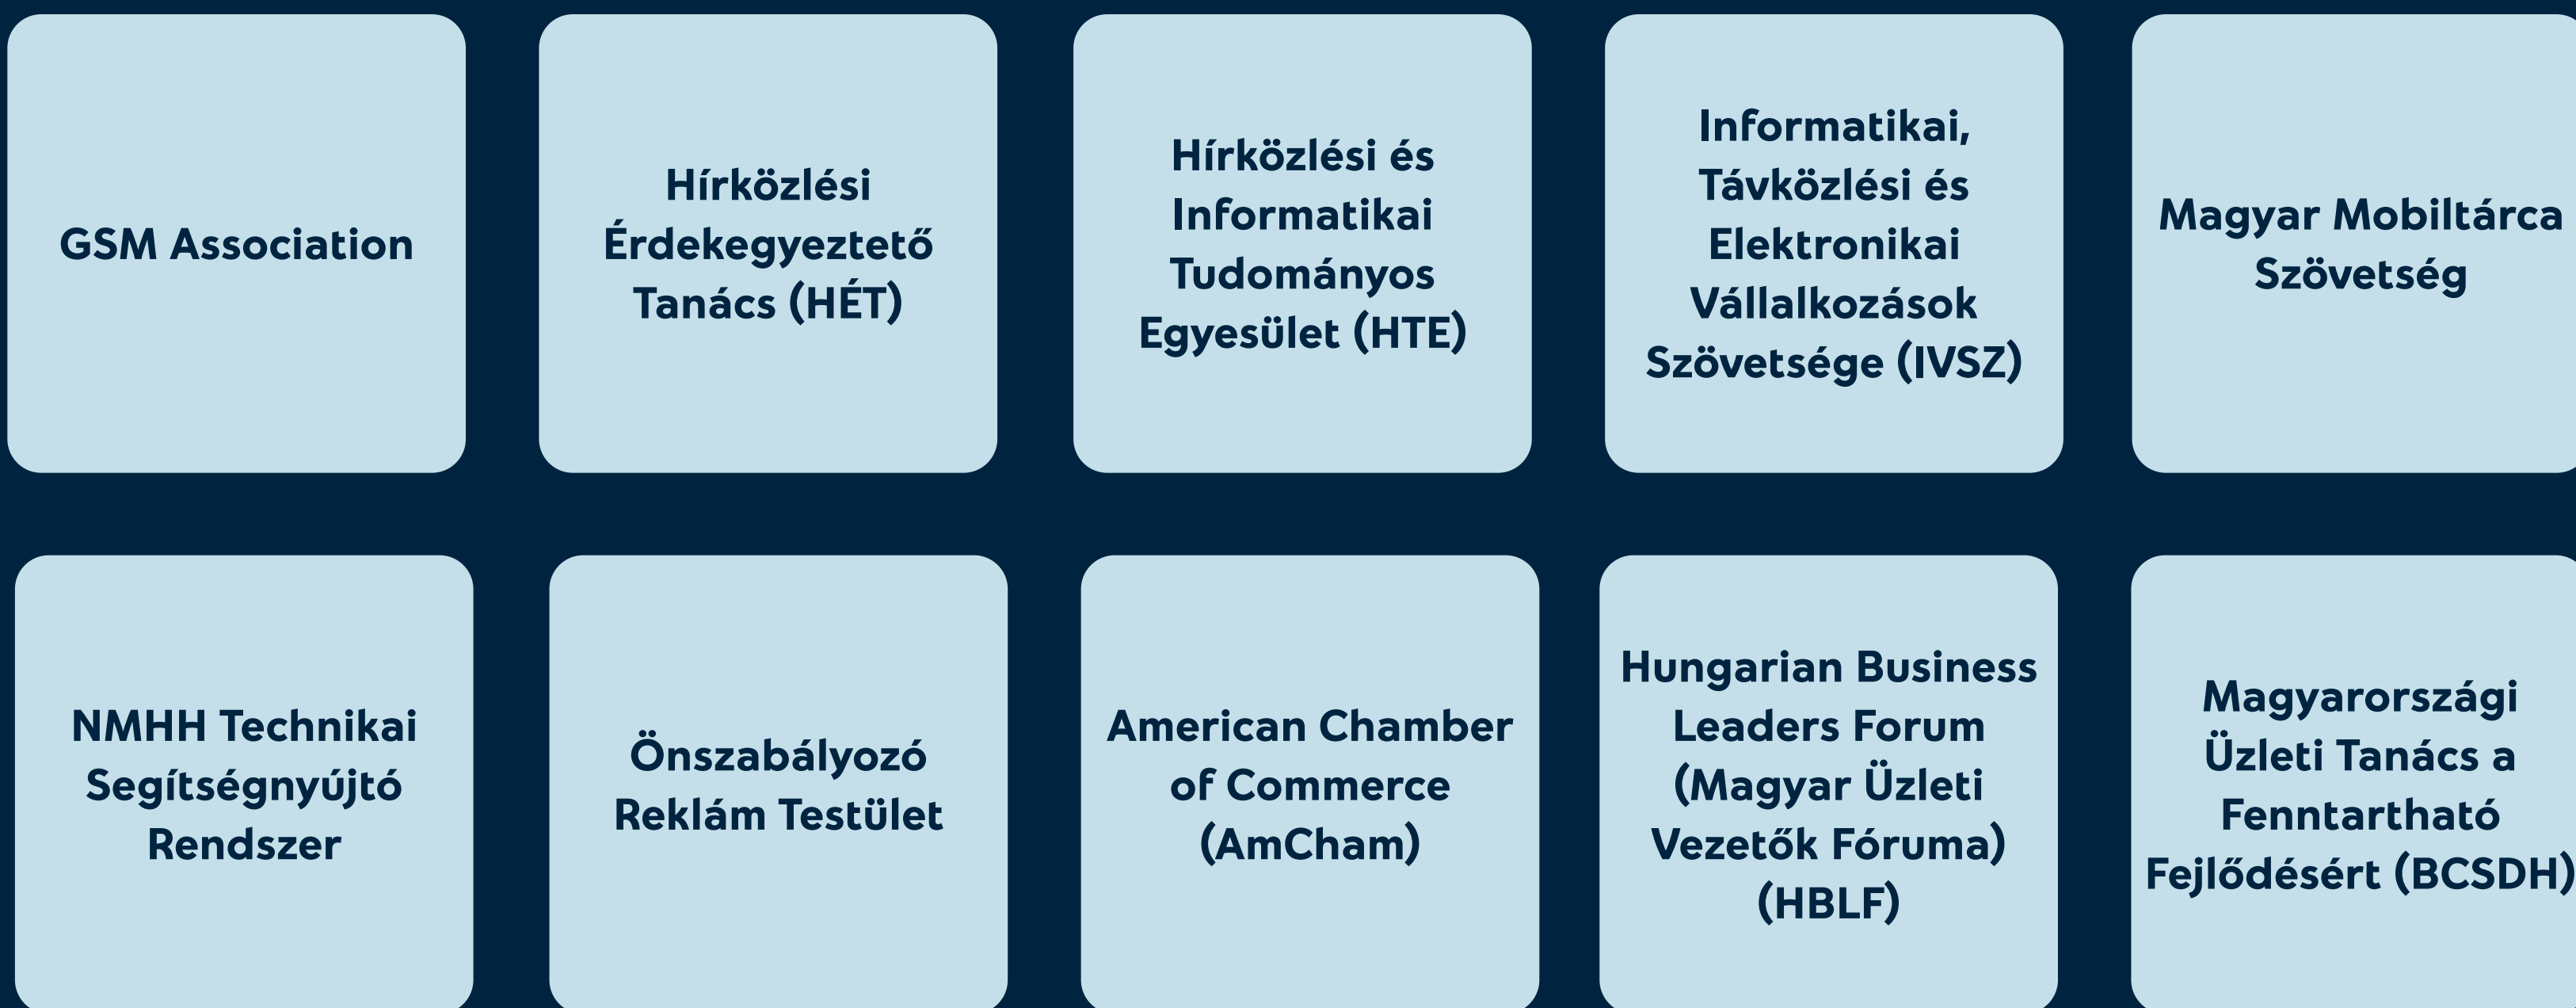 GSM Association
Hírközlési
Érdekegyeztető
Tanács (HÉT)
Hírközlési és
Informatikai
Tudományos
Egyesület (HTE)
Informatikai,
Távközlési és
Elektronikai
Vállalkozások
Szövetsége (IVSZ)
Magyar Mobiltárca
Szövetség
NMHH Technikai
Segítségnyújtó
Rendszer
Önszabályozó
Reklám Testület
American Chamber
of Commerce
(AmCham)
Hungarian Business
Leaders Forum
(Magyar Üzleti
Vezetők Fóruma)
(HBLF)
Magyarországi
Üzleti Tanács a
Fenntartható
Fejlődésért (BCSDH)